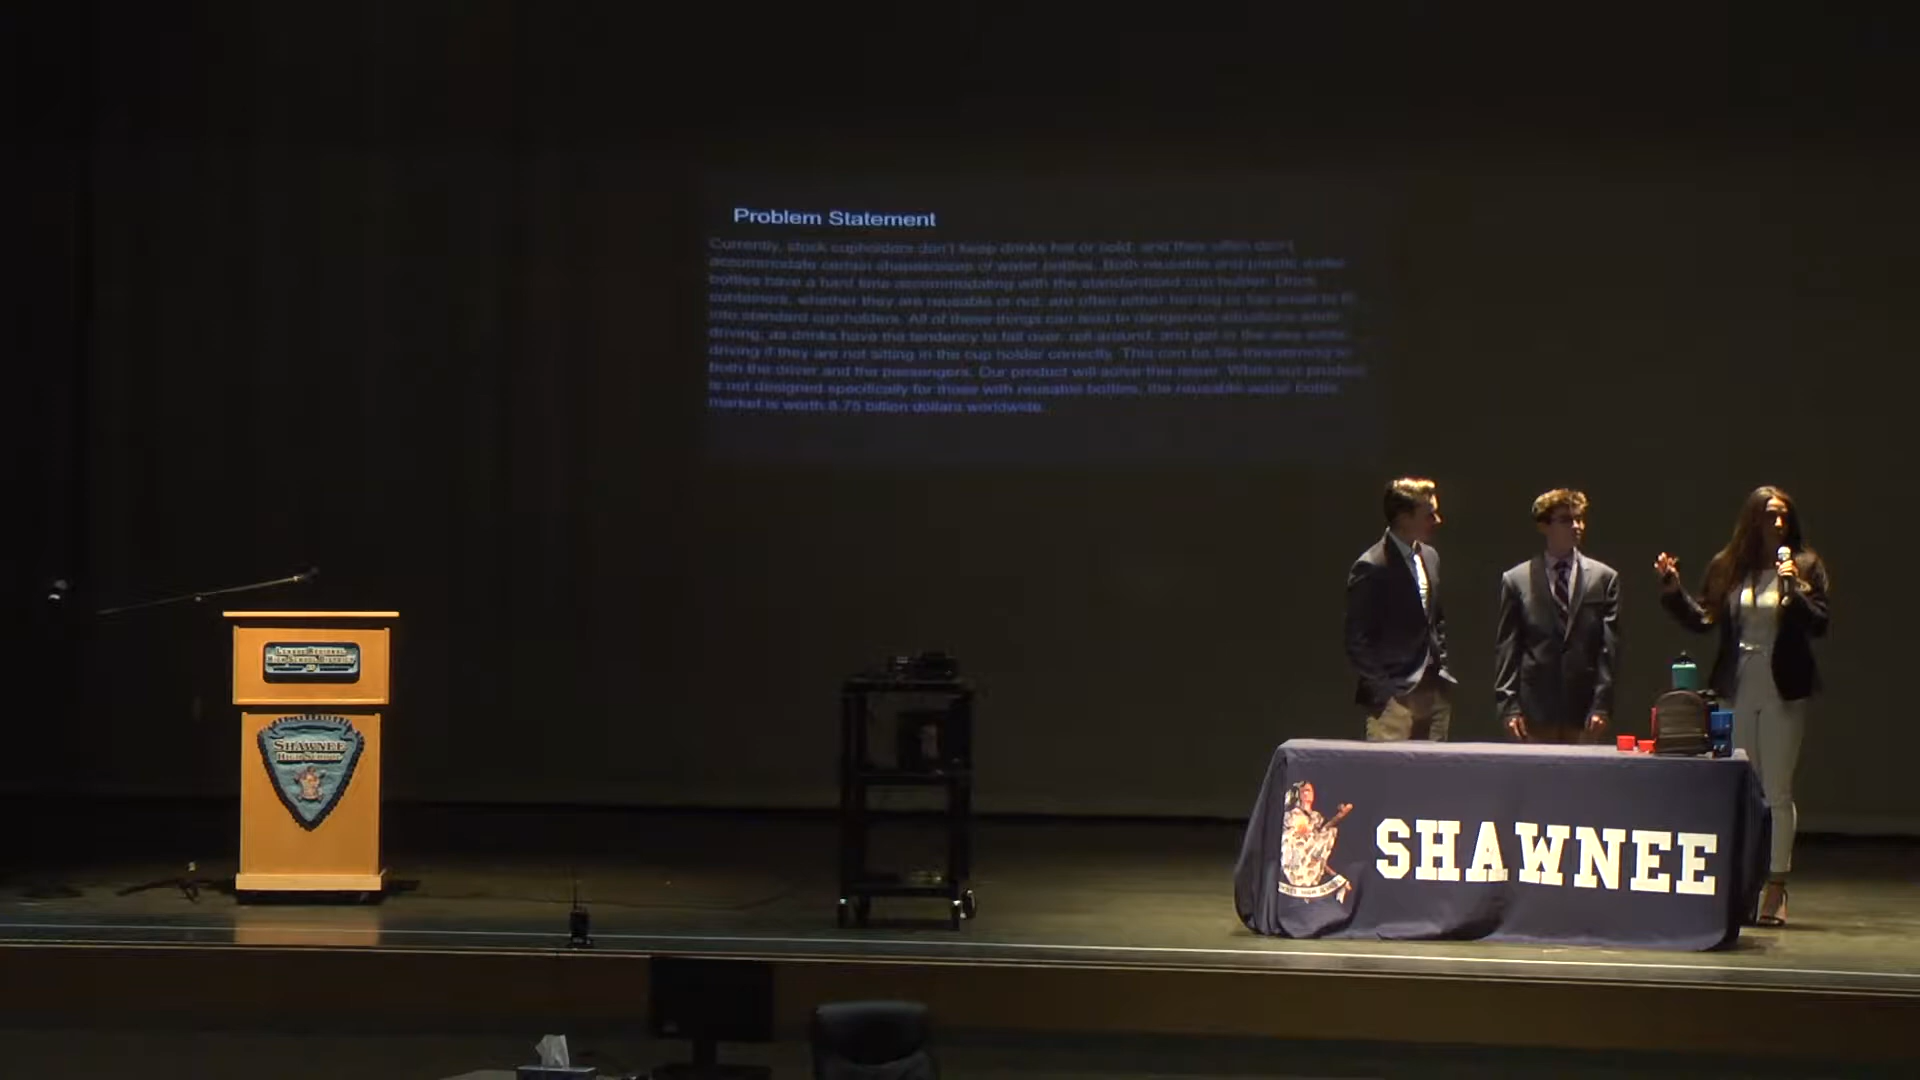 Problem Statement
Currently, stock cupholders don't keep drinks hot or cold, and they often don't
accommodate certain shapes/sizes of water bottles. Both reusable and plastic water
bottles have a hard time accommodating with the standardized cup holder. Drink
containers, whether they are reusable or not, are often either too big or too small to fit
into standard cup holders. All of these things can lead to dangerous situations while
driving, as drinks have the tendency to fall over, roll around, and get in the
driving if they are not sitting in the cup holder correctly. This can be life threatening to
both the driver and the passengers. Our product will solve this issue. While our product
is not designed specifically for those with reusable bottles, the reusable water bottle
market is worth 8.75 billion dollars worldwide.
LENAPE REGIONAL
HIGH SCHOOL DISTRICT
SHAWNEE
HIGH SCHOOL
SHAWNEE